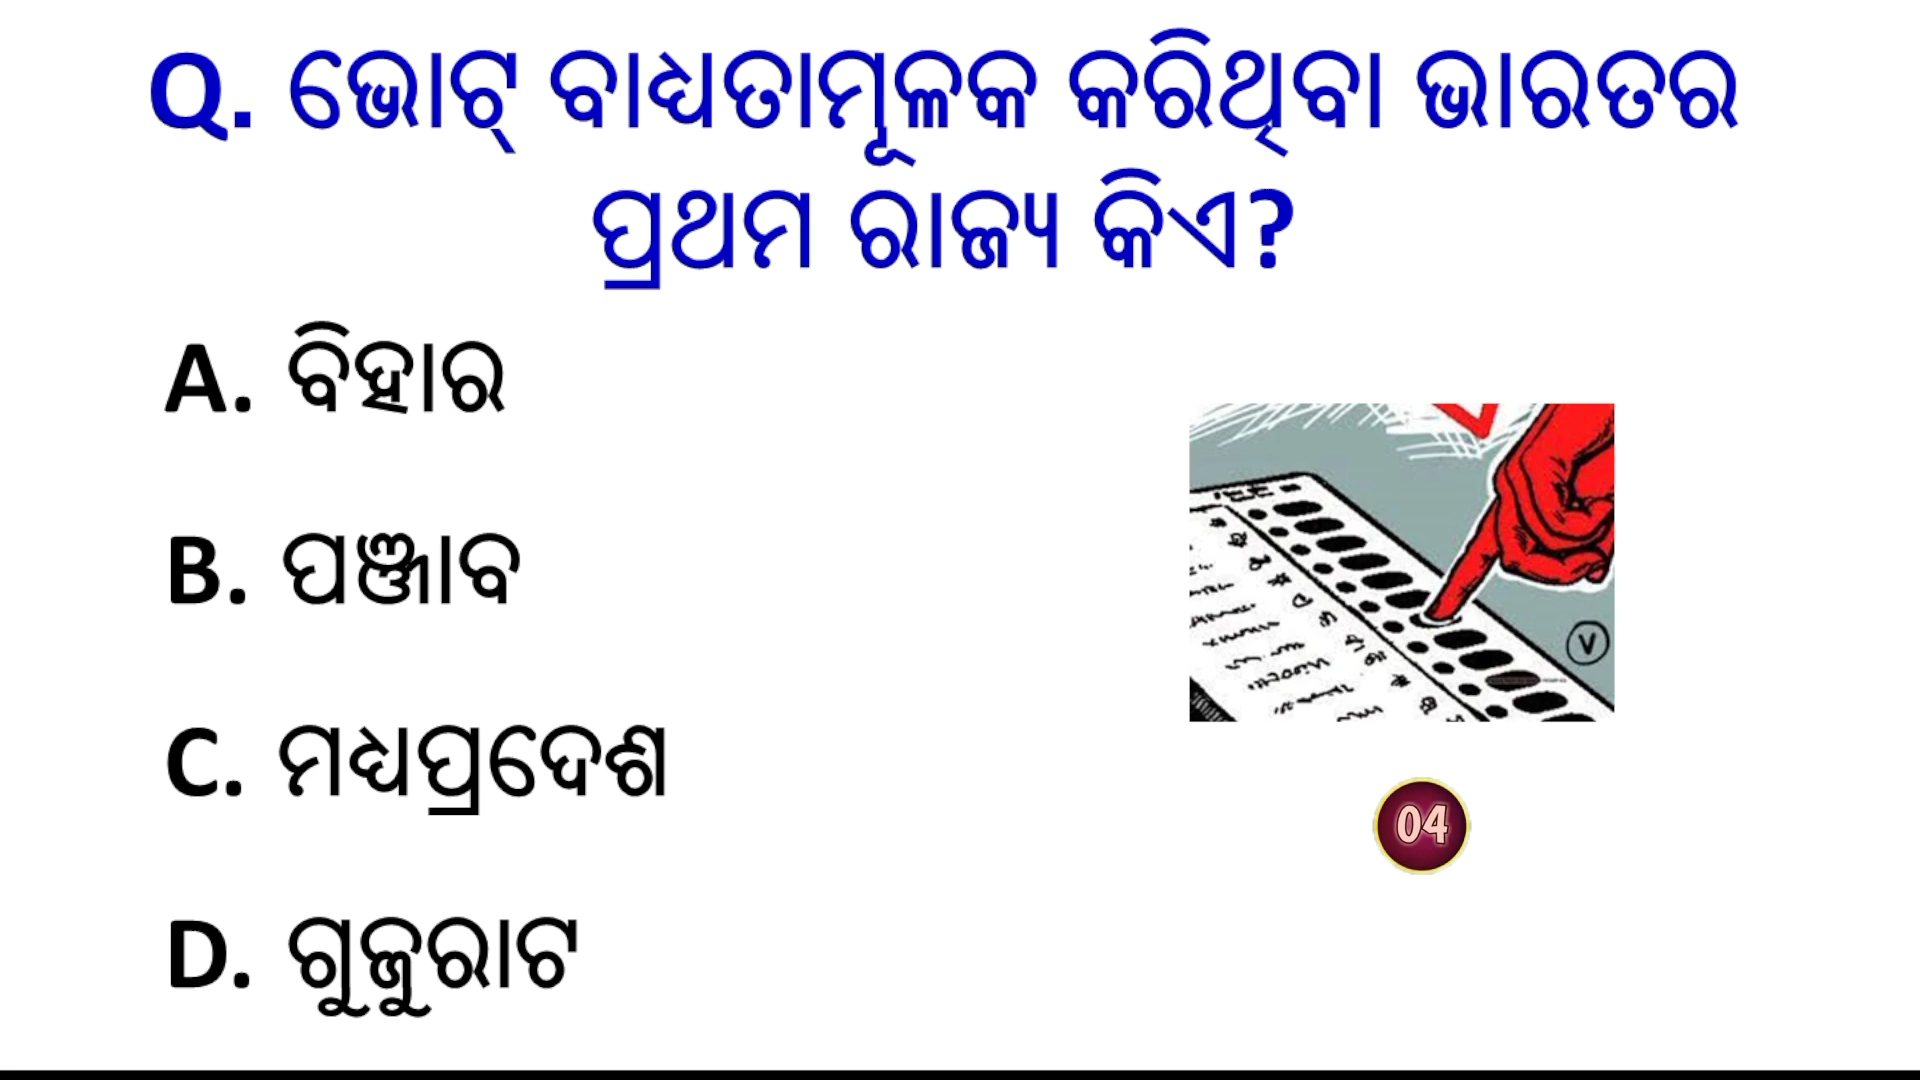 Q. ଭୋଟ୍ ବାଧ୍ୟତାମୂଳକ କରିଥିବା ଭାରତର
ପ୍ରଥମ ରାଜ୍ୟ କିଏ?
A. ବିହାର
B. ପଞ୍ଜାବ
C. ମଧ୍ୟପ୍ରଦେଶ
D. ଗୁଜୁରାଟ
V
04